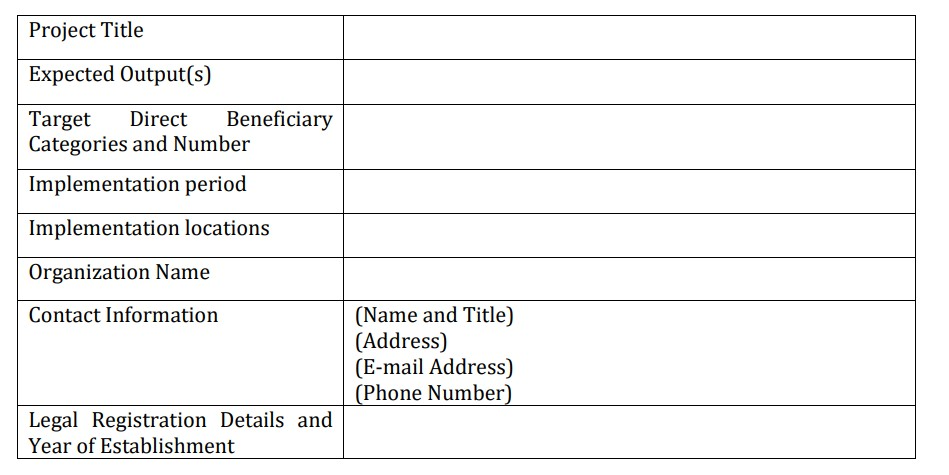 Project Title
Expected Output(s)
Target Direct Beneficiary
Categories and Number
Implementation period
Implementation locations
Organization Name
Contact Information
(Name and Title)
(Address)
(E-mail Address)
(Phone Number)
Legal Registration Details and
Year of Establishment